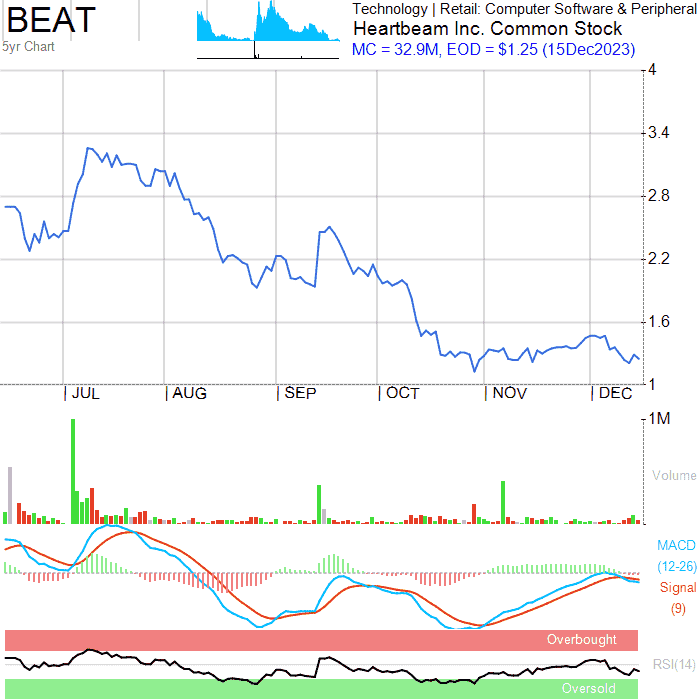 BEAT
5yr Chart
Technology | Retail: Computer Software & Peripheral
Heartbeam Inc. Common Stock
MC = 32.9M, EOD = $1.25 (15Dec2023)
4
3.4
2.8
2.2
1.6
1
JUL
AUG
SEP
OCT
NOV
DEC
1M
Volume
MACD
(12-26)
Signal
(9)
Overbought
RSI(14)
Oversold